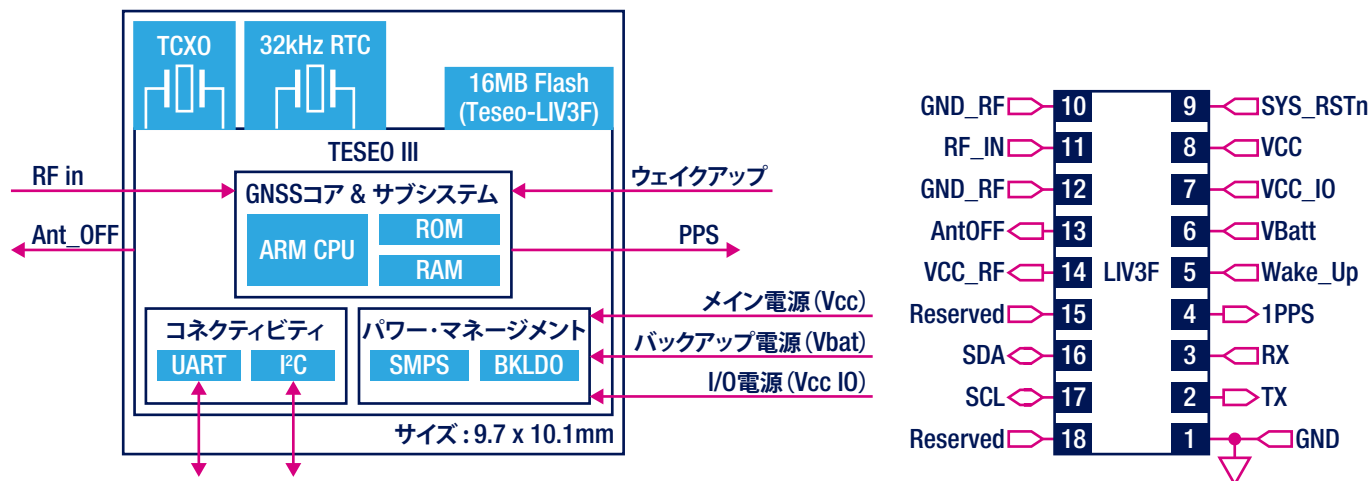 TCXO
32kHz RTC
16MB Flash
(Teseo-LIV3F)
TESEO III
RF in
Ant_OFF
GNSSコア & サブシステム
ARM CPU
ROM
RAM
ウェイクアップ
PPS
コネクティビティ
UART
I²C
パワー・マネージメント
SMPS
BKLDO
メイン電源(Vcc)
バックアップ電源(Vbat)
I/O電源(Vcc IO)
サイズ : 9.7 x 10.1mm
GND_RF 10 9 SYS_RSTn
RF_IN 11 8 VCC
GND_RF 12 7 VCC_IO
AntOFF 13 6 VBatt
VCC_RF 14 LIV3F 5 Wake_Up
Reserved 15 4 1PPS
SDA 16 3 RX
SCL 17 2 TX
Reserved 18 1 GND